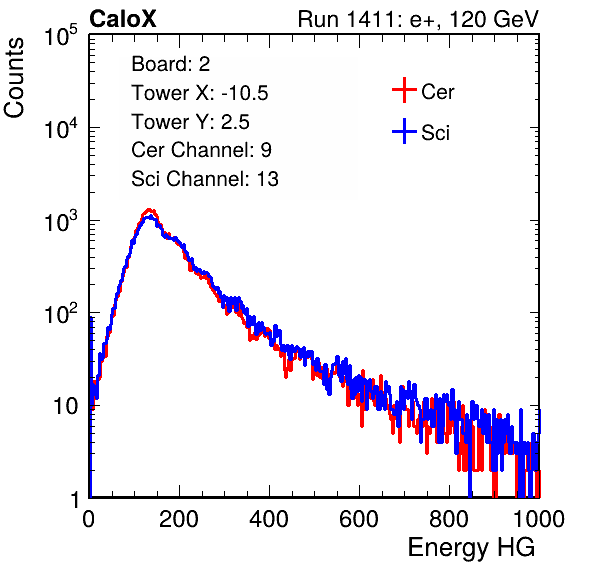 CaloX Run 1411: e+, 120 GeV
Counts
10^5
10^4
10^3
10^2
10
1
Board: 2
Tower X: -10.5
Tower Y: 2.5
Cer Channel: 9
Sci Channel: 13
Cer
Sci
0 200 400 600 800 1000
Energy HG